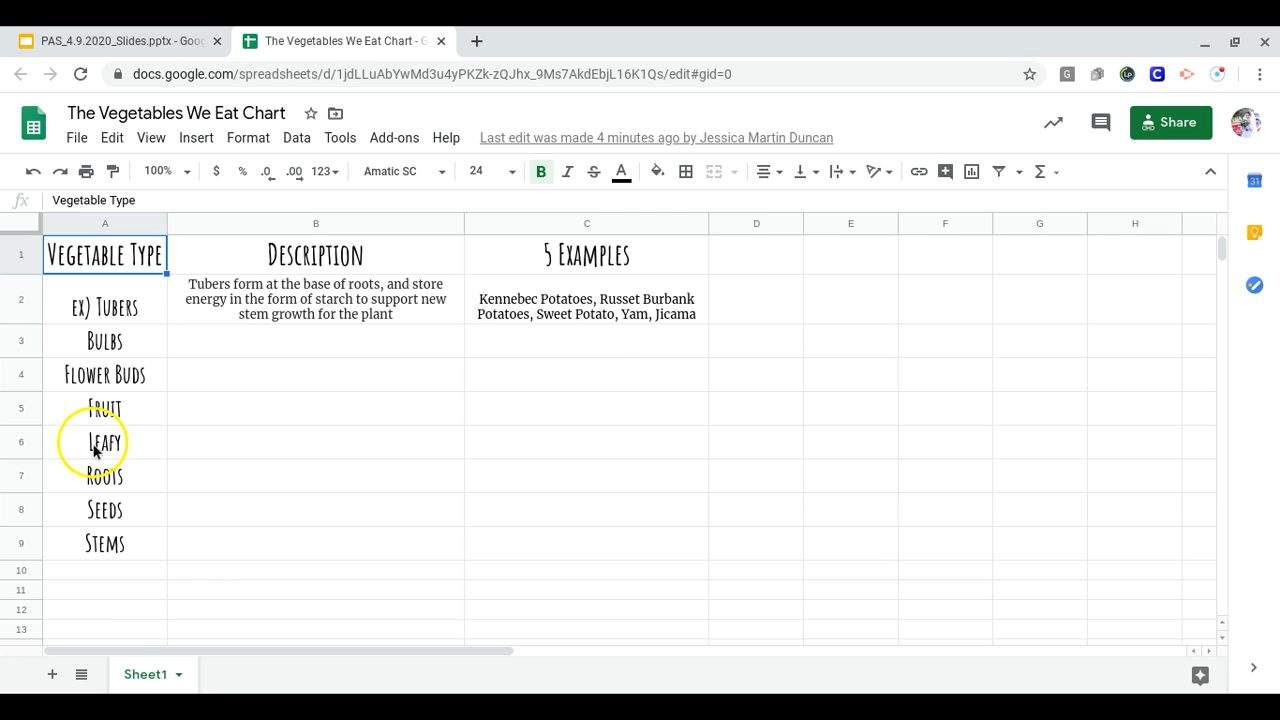 PAS_4.9.2020_Slides.pptx - Goog
The Vegetables We Eat Chart - G
docs.google.com/spreadsheets/d/1jdLLuAbYwMd3u4yPKZk-zQJhx_9Ms7AkdEbjL16K1Qs/edit#gid=0
The Vegetables We Eat Chart
File Edit View Insert Format Data Tools Add-ons Help Last edit was made 4 minutes ago by Jessica Martin Duncan
Share
100% $ % .0 .00 123 Amatic SC 24 B I S A
fx Vegetable Type
A B C D E F G H
1 Vegetable Type Description 5 Examples
Tubers form at the base of roots, and store
energy in the form of starch to support new
stem growth for the plant
Kennebec Potatoes, Russet Burbank
Potatoes, Sweet Potato, Yam, Jicama
2 ex) Tubers
3 Bulbs
4 Flower Buds
5 Fruit
6 Leafy
7 Roots
8 Seeds
9 Stems
10
11
12
13
Sheet1
31